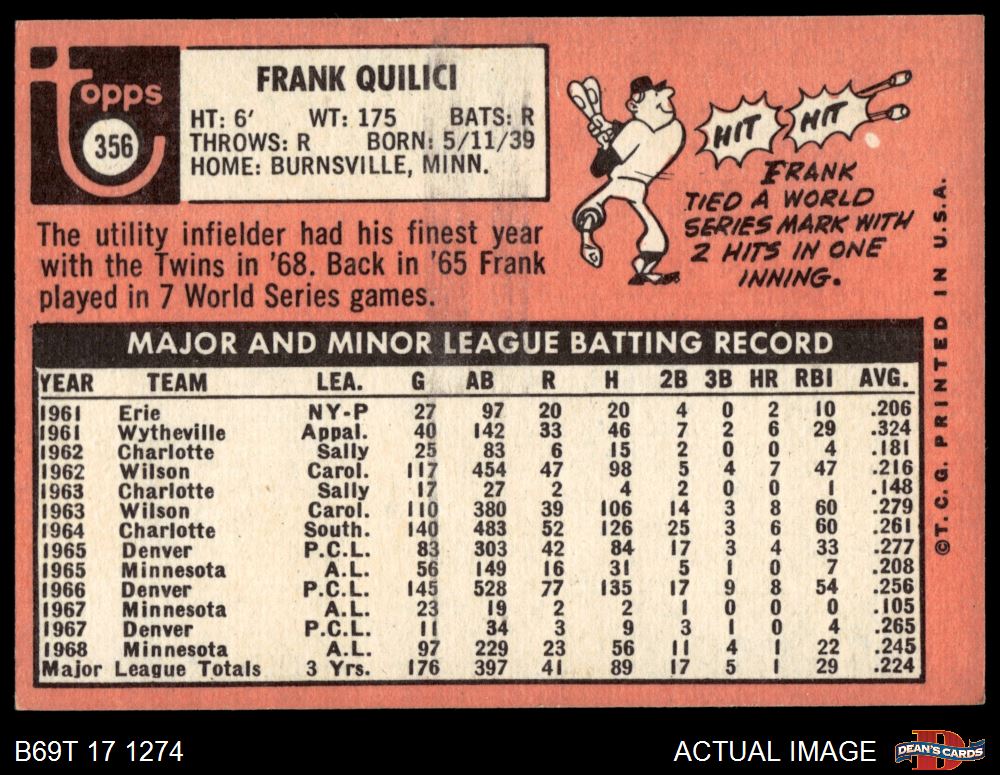 Topps
356
FRANK QUILICI
HT: 6' WT: 175 BATS: R
THROWS: R BORN: 5/11/39
HOME: BURNSVILLE, MINN.
HIT HIT
FRANK
TIED A WORLD
SERIES MARK WITH
2 HITS IN ONE
INNING.
The utility infielder had his finest year
with the Twins in '68. Back in '65 Frank
played in 7 World Series games.
MAJOR AND MINOR LEAGUE BATTING RECORD
YEAR TEAM LEA. G AB R H 2B 3B HR RBI AVG.
1961 Erie NY-P 27 97 20 20 4 0 2 10 .206
1961 Wytheville Appal. 40 142 33 46 7 2 6 29 .324
1962 Charlotte Sally 25 83 6 15 2 0 0 4 .181
1962 Wilson Carol. 117 454 47 98 5 4 7 47 .216
1963 Charlotte Sally 17 27 2 4 2 0 0 1 .148
1963 Wilson Carol. 110 380 39 106 14 3 8 60 .279
1964 Charlotte South. 140 483 52 126 25 3 6 60 .261
1965 Denver P.C.L. 83 303 42 84 17 3 4 33 .277
1965 Minnesota A.L. 56 149 16 31 5 1 0 7 .208
1966 Denver P.C.L. 145 528 77 135 17 9 8 54 .256
1967 Minnesota A.L. 23 19 2 2 1 0 0 0 .105
1967 Denver P.C.L. 11 34 3 9 3 1 0 4 .265
1968 Minnesota A.L. 97 229 23 56 11 4 1 22 .245
Major League Totals 3 Yrs. 176 397 41 89 17 5 1 29 .224
©T.C.G. PRINTED IN U.S.A.
B69T 17 1274
ACTUAL IMAGE
DEAN'S CARDS